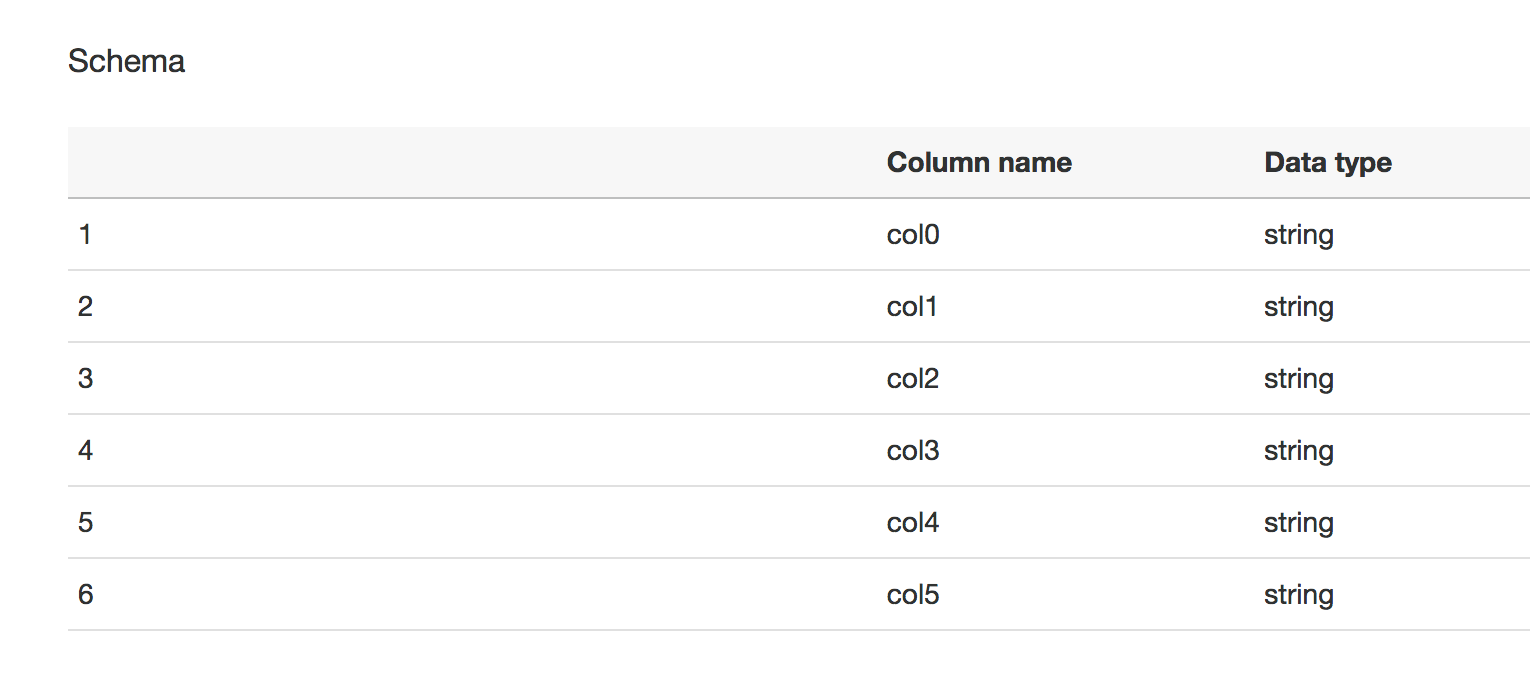 Schema
Column name Data type
1 col0 string
2 col1 string
3 col2 string
4 col3 string
5 col4 string
6 col5 string